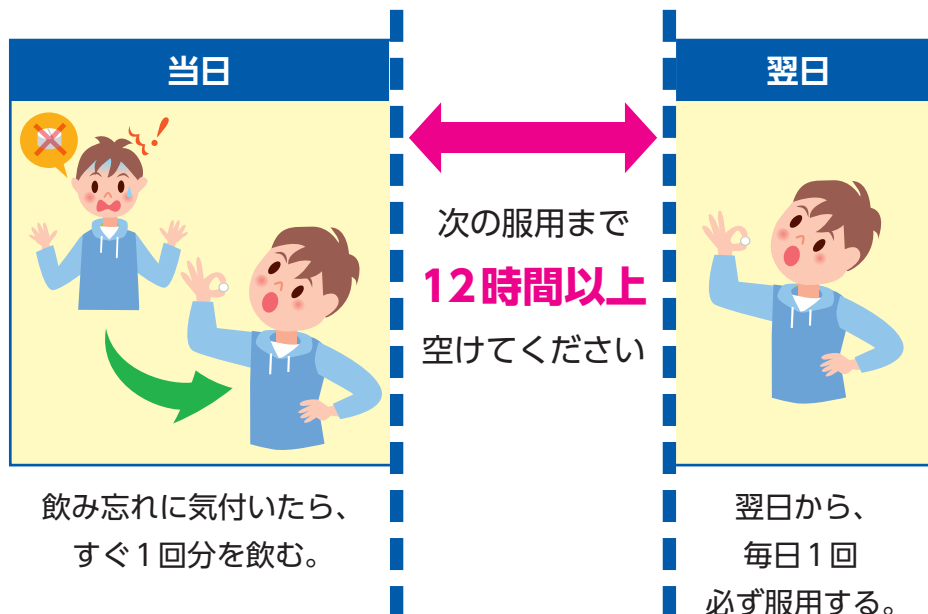 当日
飲み忘れに気付いたら、
すぐ1回分を飲む。
次の服用まで
12時間以上
空けてください
翌日
翌日から、
毎日1回
必ず服用する。